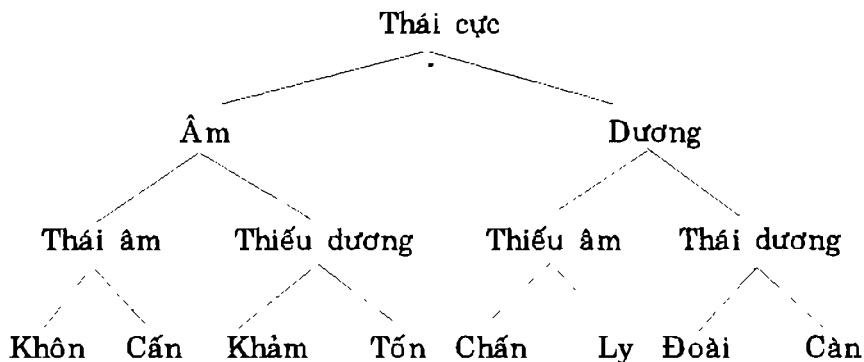 Thái cực
Âm Dương
Thái âm Thiếu dương Thiếu âm Thái dương
Khôn Cấn Khảm Tốn Chấn Ly Đoài Càn